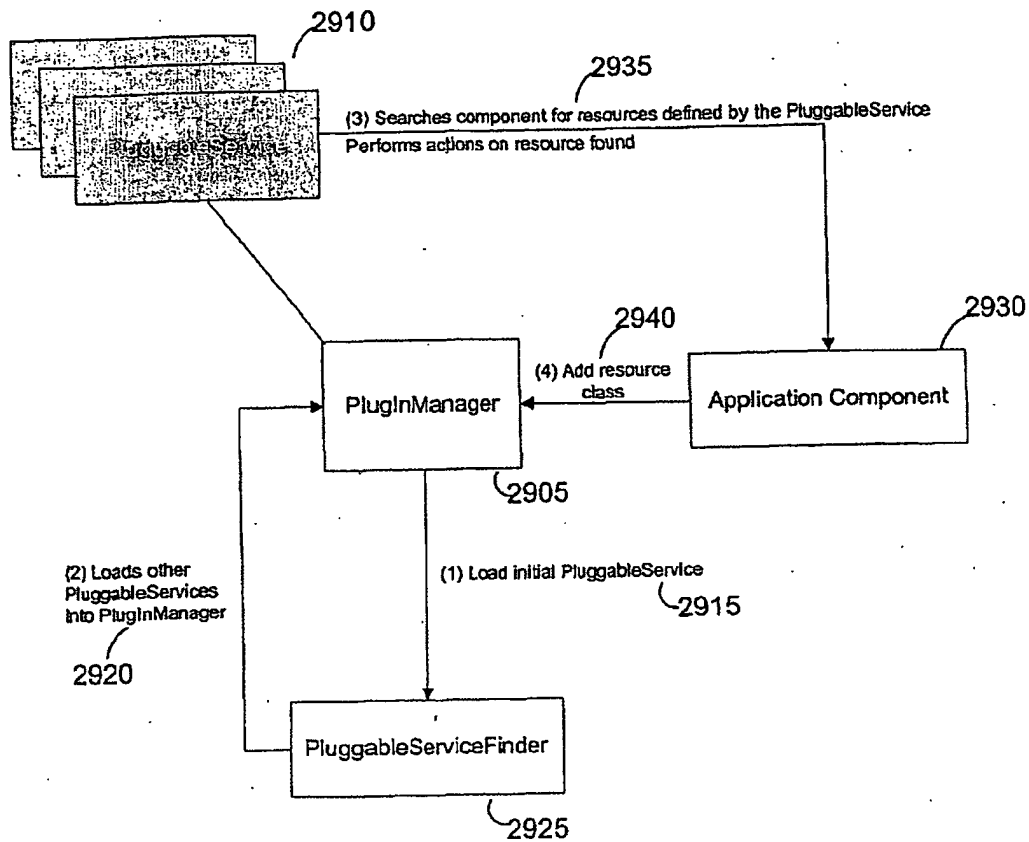 2910
2935
(3) Searches component for resources defined by the PluggableService
Performs actions on resource found
PluggableService
2940
2930
(4) Add resource
class
PlugInManager
Application Component
2905
(2) Loads other
PluggableServices
into PlugInManager
(1) Load initial PluggableService
2915
2920
PluggableServiceFinder
2925